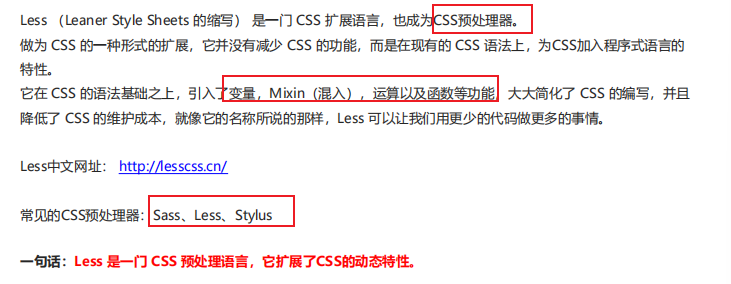 Less （Leaner Style Sheets 的缩写） 是一门 CSS 扩展语言，也成为CSS预处理器。
做为 CSS 的一种形式的扩展，它并没有减少 CSS 的功能，而是在现有的 CSS 语法上，为CSS加入程序式语言的
特性。
它在 CSS 的语法基础之上，引入了变量，Mixin（混入），运算以及函数等功能，大大简化了 CSS 的编写，并且
降低了 CSS 的维护成本，就像它的名称所说的那样，Less 可以让我们用更少的代码做更多的事情。
Less中文网址： http://lesscss.cn/
常见的CSS预处理器：Sass、Less、Stylus
一句话：Less 是一门 CSS 预处理语言，它扩展了CSS的动态特性。